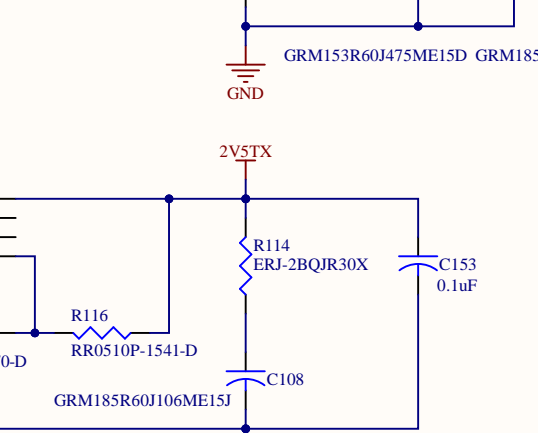 GRM153R60J475ME15D GRM185
GND
2V5TX
R114
ERJ-2BQJR30X
C153
0.1uF
R116
RR0510P-1541-D
0-D
C108
GRM185R60J106ME15J